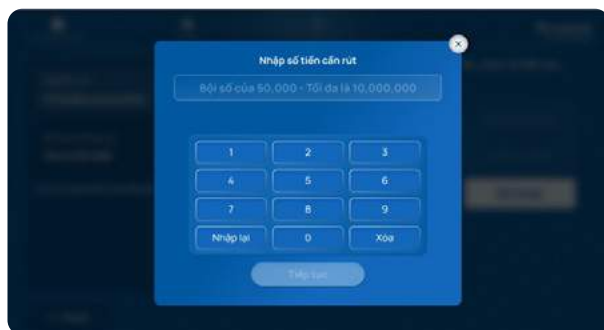 Nhập số tiền cần rút
Bội số của 50,000 - Tối đa là 10,000,000
1 2 3
4 5 6
7 8 9
Nhập lại 0 Xóa
Tiếp tục